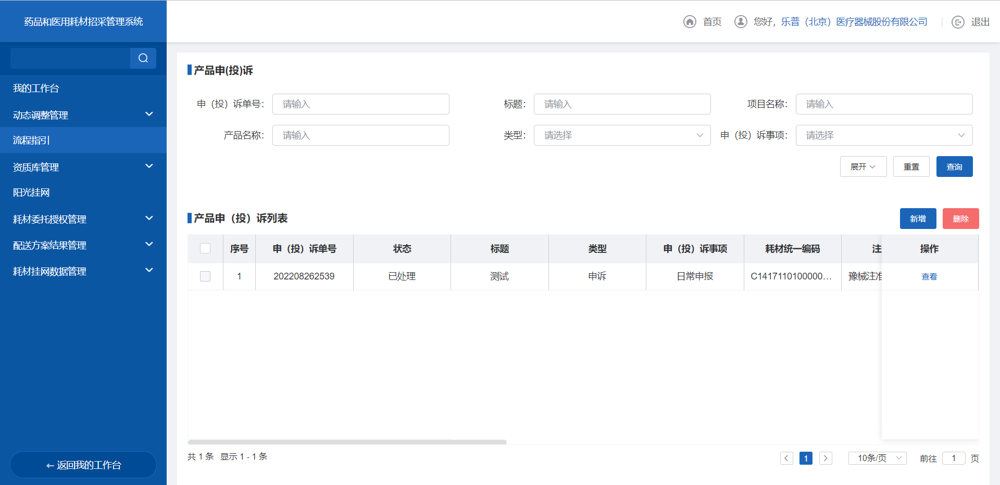 药品和医用耗材招采管理系统
首页 您好，乐普（北京）医疗器械股份有限公司 退出
我的工作台
动态调整管理
流程指引
资质库管理
阳光挂网
耗材委托授权管理
配送方案结果管理
耗材挂网数据管理
返回我的工作台
产品申(投)诉
申（投）诉单号： 请输入 标题： 请输入 项目名称： 请输入
产品名称： 请输入 类型： 请选择 申（投）诉事项： 请选择
展开 重置 查询
产品申（投）诉列表 新增 删除
序号 申（投）诉单号 状态 标题 类型 申（投）诉事项 耗材统一编码 注 操作
1 202208262539 已处理 测试 申诉 日常申报 C1417110100000... 豫械注准 查看
共 1 条 显示 1 - 1 条 1 10条/页 前往 1 页